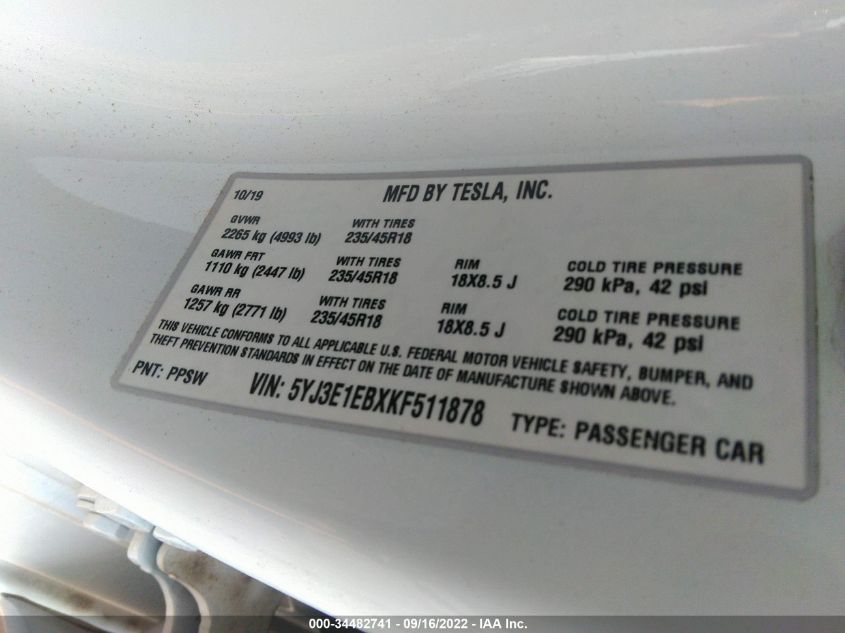 10/19 MFD BY TESLA, INC.
GVWR WITH TIRES
2265 kg (4993 lb) 235/45R18
GAWR FRT WITH TIRES RIM COLD TIRE PRESSURE
1110 kg (2447 lb) 235/45R18 18X8.5 J 290 kPa, 42 psi
GAWR RR WITH TIRES RIM COLD TIRE PRESSURE
1257 kg (2771 lb) 235/45R18 18X8.5 J 290 kPa, 42 psi
THIS VEHICLE CONFORMS TO ALL APPLICABLE U.S. FEDERAL MOTOR VEHICLE SAFETY, BUMPER, AND
THEFT PREVENTION STANDARDS IN EFFECT ON THE DATE OF MANUFACTURE SHOWN ABOVE.
PNT: PPSW VIN: 5YJ3E1EBXKF511878 TYPE: PASSENGER CAR
000-34482741 - 09/16/2022 - IAA Inc.